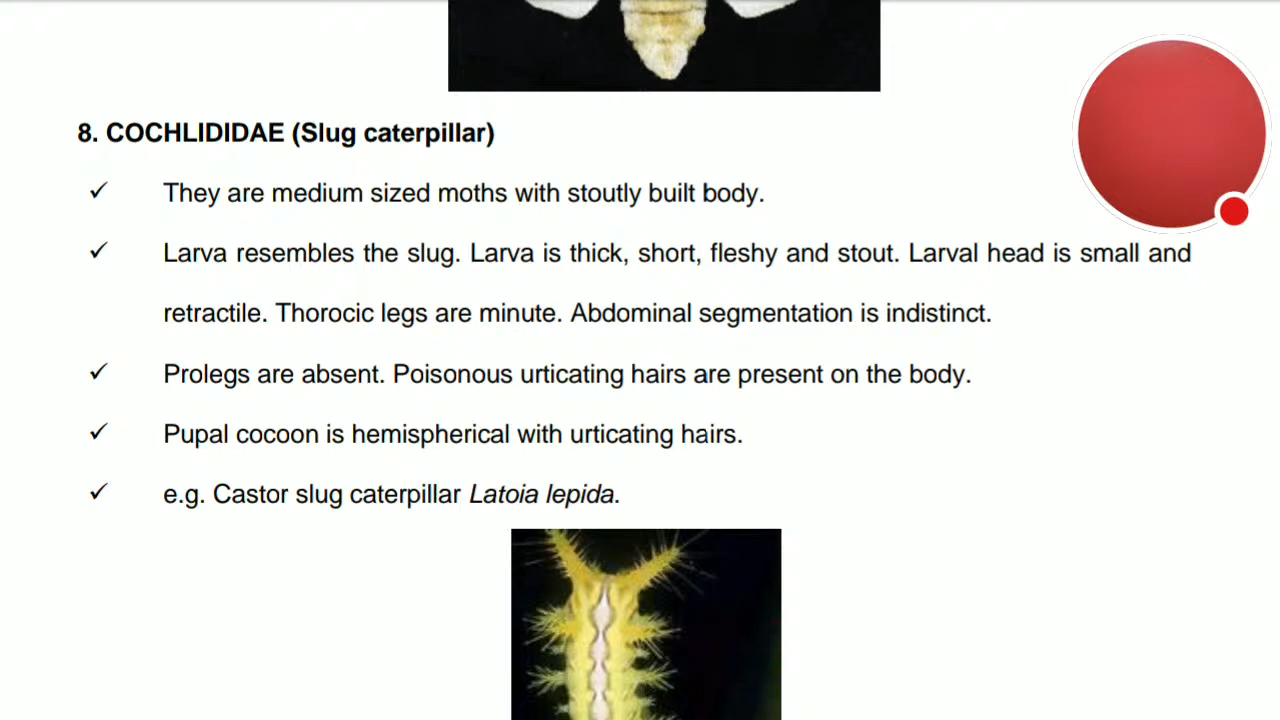 8. COCHLIDIDAE (Slug caterpillar)
✓ They are medium sized moths with stoutly built body.
✓ Larva resembles the slug. Larva is thick, short, fleshy and stout. Larval head is small and
retractile. Thorocic legs are minute. Abdominal segmentation is indistinct.
✓ Prolegs are absent. Poisonous urticating hairs are present on the body.
✓ Pupal cocoon is hemispherical with urticating hairs.
✓ e.g. Castor slug caterpillar Latoia lepida.